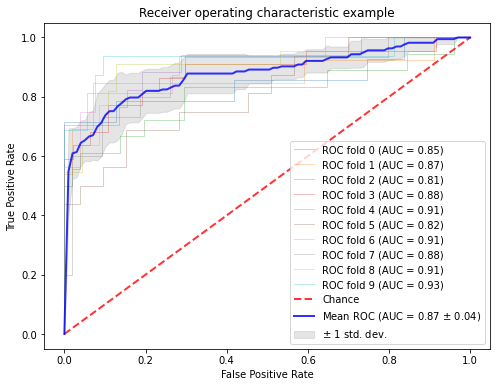 Receiver operating characteristic example
True Positive Rate
1.0
0.8
0.6
0.4
0.2
0.0
ROC fold 0 (AUC = 0.85)
ROC fold 1 (AUC = 0.87)
ROC fold 2 (AUC = 0.81)
ROC fold 3 (AUC = 0.88)
ROC fold 4 (AUC = 0.91)
ROC fold 5 (AUC = 0.82)
ROC fold 6 (AUC = 0.91)
ROC fold 7 (AUC = 0.88)
ROC fold 8 (AUC = 0.91)
ROC fold 9 (AUC = 0.93)
Chance
Mean ROC (AUC = 0.87 ± 0.04)
± 1 std. dev.
0.0 0.2 0.4 0.6 0.8 1.0
False Positive Rate